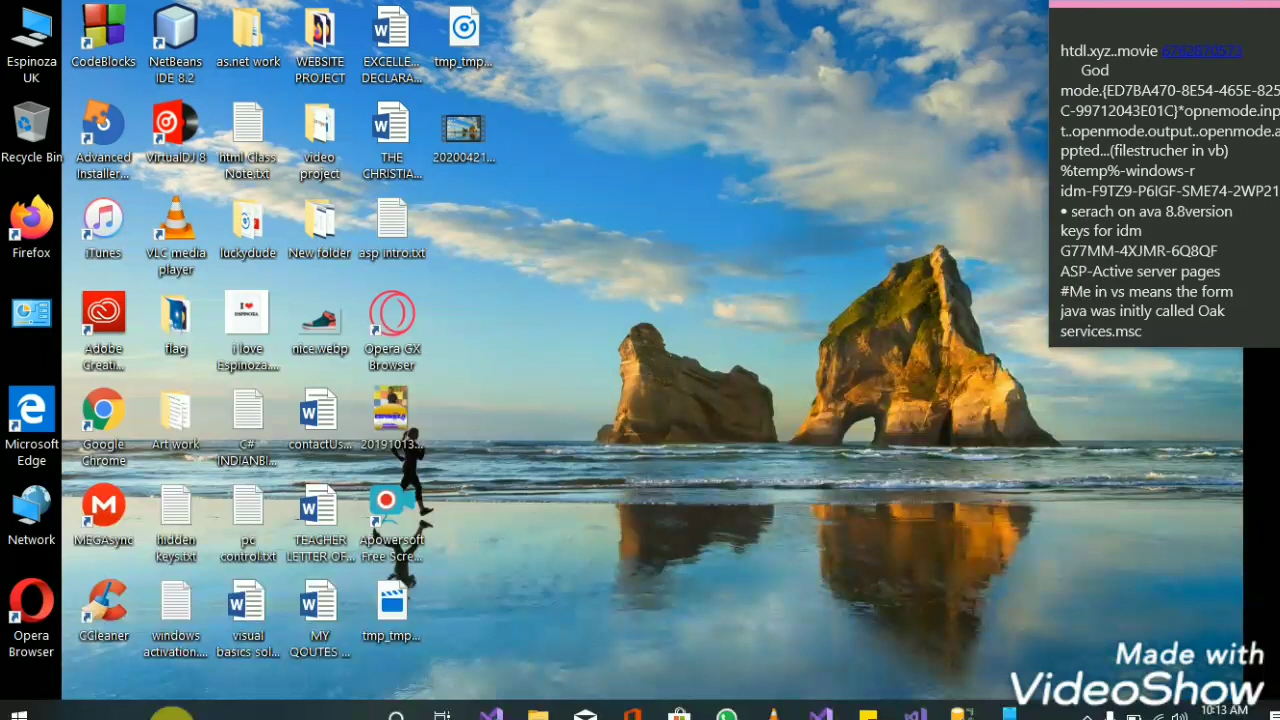 Espinoza
UK
CodeBlocks
NetBeans
IDE 8.2
as.net work
WEBSITE
PROJECT
EXCELLE...
DECLARA...
tmp_tmp...
Recycle Bin
Advanced
Installer...
VirtualDJ 8
html Class
Note.txt
video
project
THE
CHRISTIA...
20200421...
Firefox
iTunes
VLC media
player
luckydude
New folder
asp intro.txt
Adobe
Creati...
flag
i love
Espinoza....
nice.webp
Opera GX
Browser
Microsoft
Edge
Google
Chrome
Art work
C#
INDIANBI...
contactUs...
20191013...
Network
MEGAsync
hidden
keys.txt
pc
control.txt
TEACHER
LETTER OF...
Apowersoft
Free Scre...
Opera
Browser
CCleaner
windows
activation....
visual
basics sol...
MY
QOUTES ...
tmp_tmp...
htdl.xyz..movie
God
mode.{ED7BA470-8E54-465E-825
C-99712043E01C}*opnemode.inp
t..openmode.output..openmode.a
ppted...(filestrucher in vb)
%temp%-windows-r
idm-F9TZ9-P6IGF-SME74-2WP21
• serach on ava 8.8version
keys for idm
G77MM-4XJMR-6Q8QF
ASP-Active server pages
#Me in vs means the form
java was initly called Oak
services.msc
Made with
VideoShow
10:13 AM